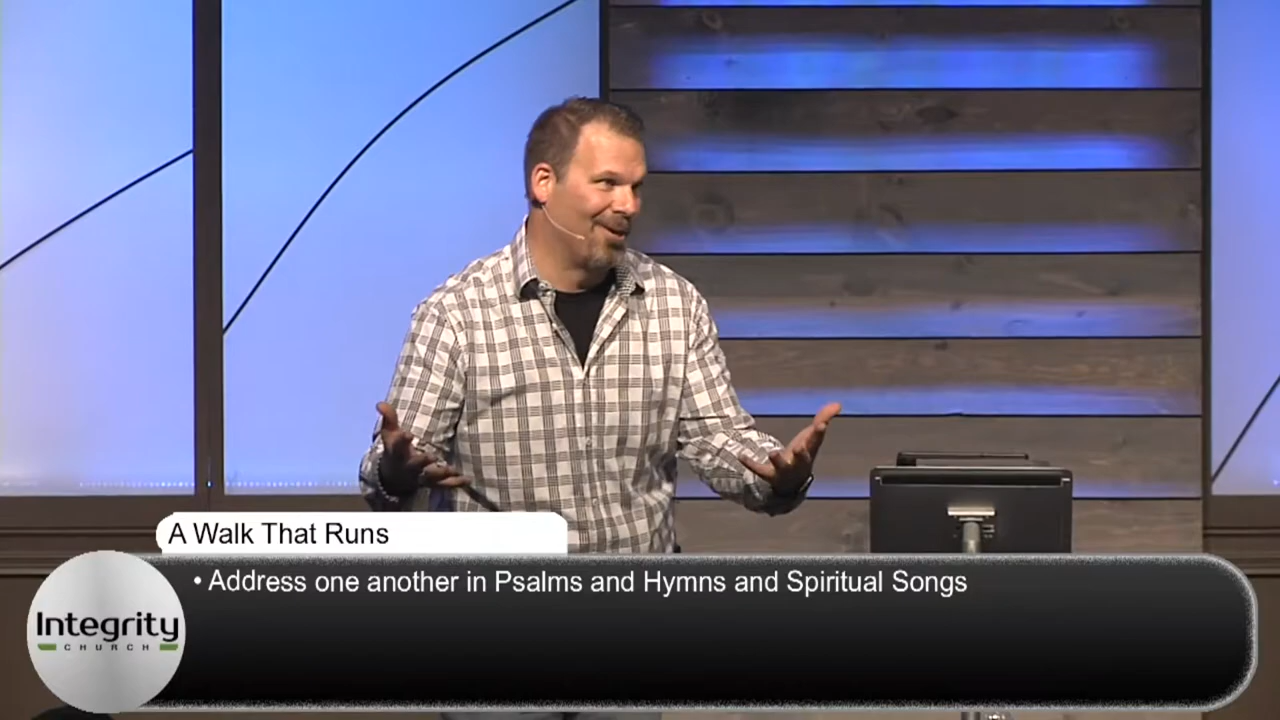 A Walk That Runs
• Address one another in Psalms and Hymns and Spiritual Songs
Integrity
CHURCH